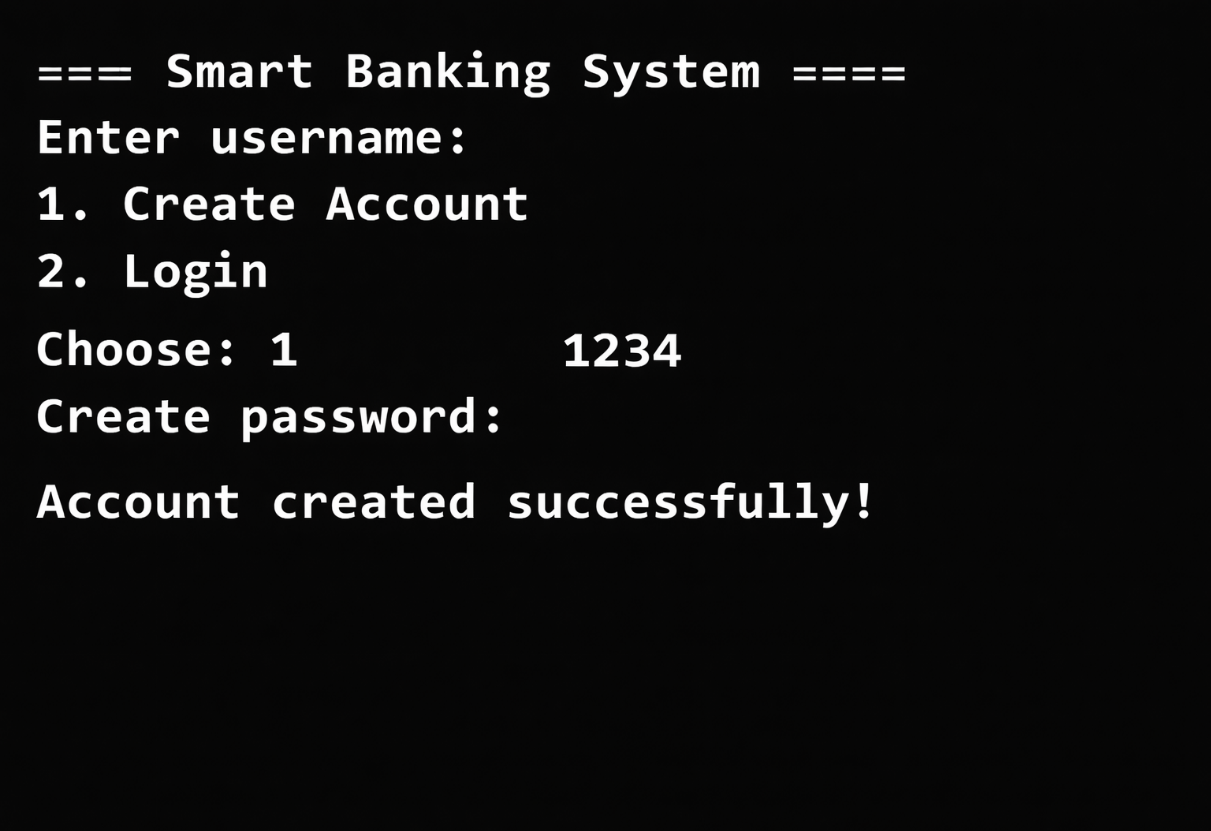 ==== Smart Banking System ====
Enter username:
1. Create Account
2. Login
Choose: 1 1234
Create password:
Account created successfully!